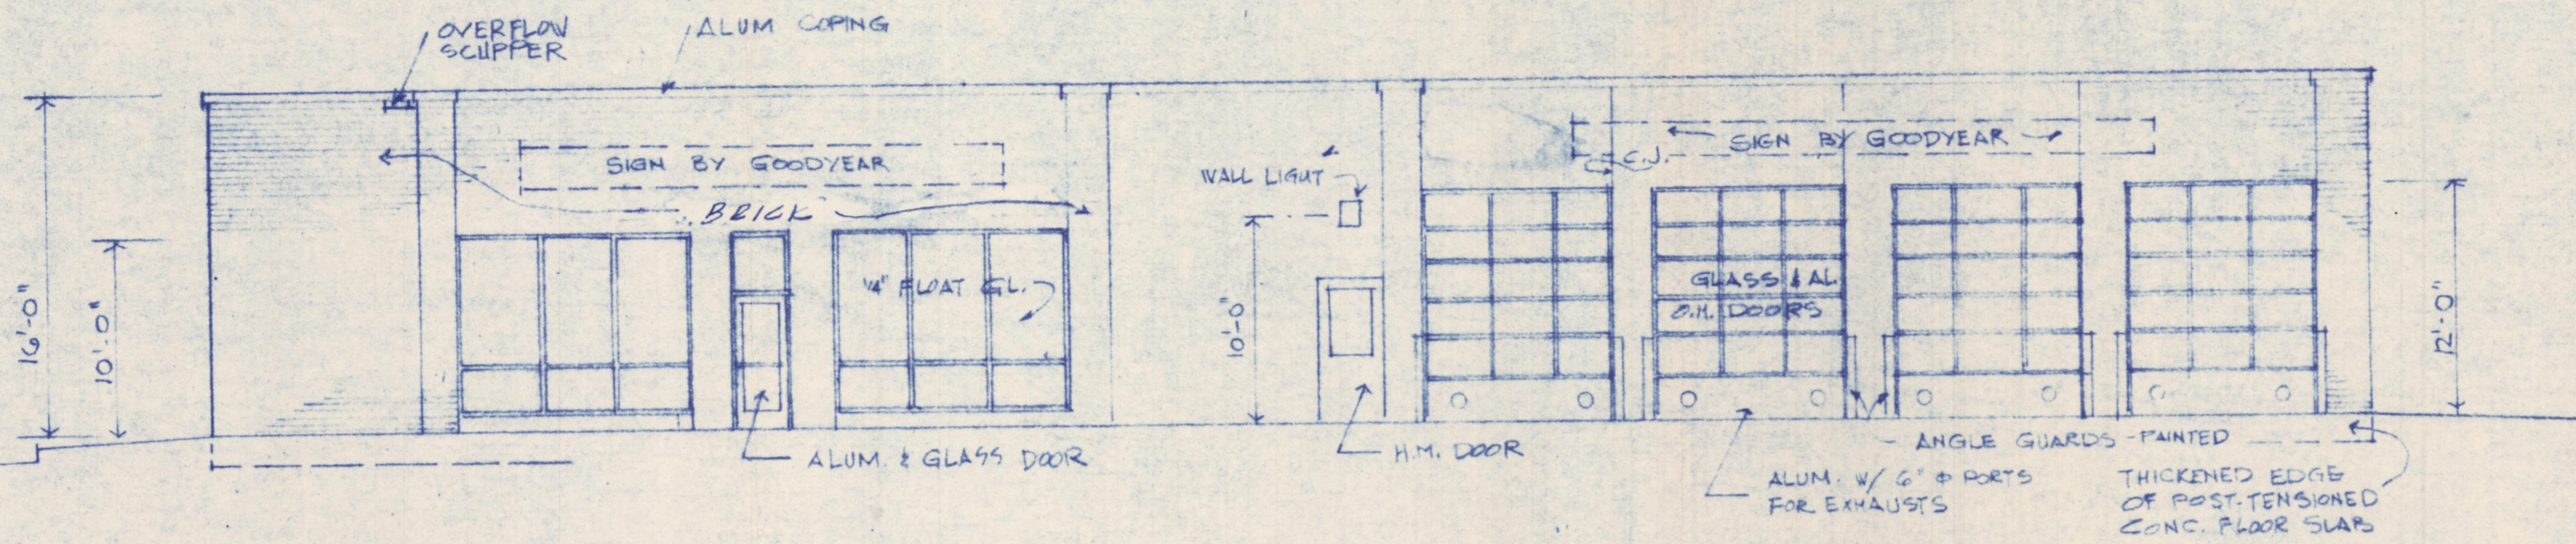 OVERFLOW
SCUPPER
ALUM COPING
SIGN BY GOODYEAR
SIGN BY GOODYEAR
C.J.
WALL LIGHT
BRICK
1/4" FLOAT GL.
GLASS & AL.
O.H. DOORS
16'-0"
10'-0"
10'-0"
12'-0"
ALUM. & GLASS DOOR
H.M. DOOR
ANGLE GUARDS - PAINTED
ALUM. W/ 6" Φ PORTS
FOR EXHAUSTS
THICKENED EDGE
OF POST-TENSIONED
CONC. FLOOR SLAB